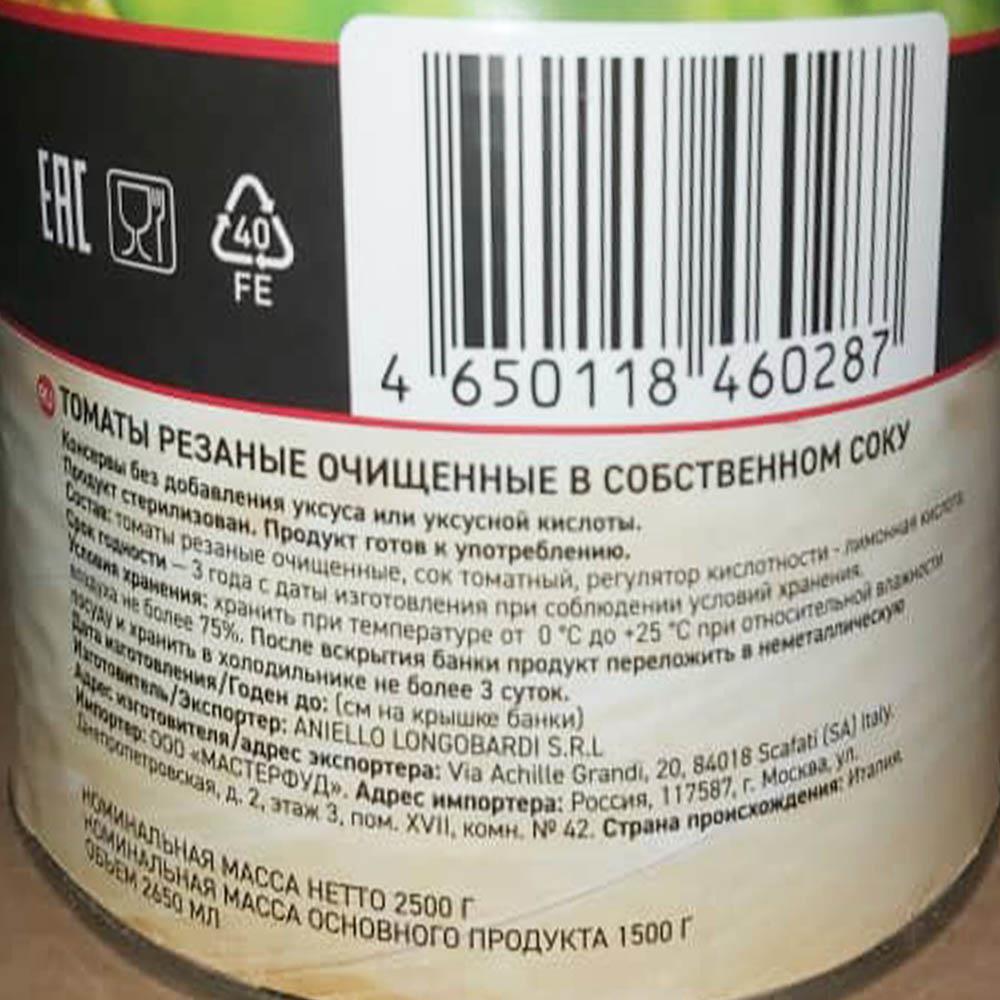 EAC
40
FE
4 650118 460287
RU
ТОМАТЫ РЕЗАНЫЕ ОЧИЩЕННЫЕ В СОБСТВЕННОМ СОКУ
Консервы без добавления уксуса или уксусной кислоты.
Продукт стерилизован. Продукт готов к употреблению.
Состав: томаты резаные очищенные, сок томатный, регулятор кислотности - лимонная кислота.
Срок годности – 3 года с даты изготовления при соблюдении условий хранения.
Условия хранения: хранить при температуре от 0 °C до +25 °C при относительной влажности
воздуха не более 75%. После вскрытия банки продукт переложить в неметаллическую
посуду и хранить в холодильнике не более 3 суток.
Дата изготовления/Годен до: (см на крышке банки)
Изготовитель/Экспортер: ANIELLO LONGOBARDI S.R.L
Адрес изготовителя/адрес экспортера: Via Achille Grandi, 20, 84018 Scafati (SA) Italy.
Импортер: ООО «МАСТЕРФУД». Адрес импортера: Россия, 117587, г. Москва, ул.
Днепропетровская, д. 2, этаж 3, пом. XVII, комн. № 42. Страна происхождения: Италия.
НОМИНАЛЬНАЯ МАССА НЕТТО 2500 Г
НОМИНАЛЬНАЯ МАССА ОСНОВНОГО ПРОДУКТА 1500 Г
ОБЪЕМ 2650 МЛ